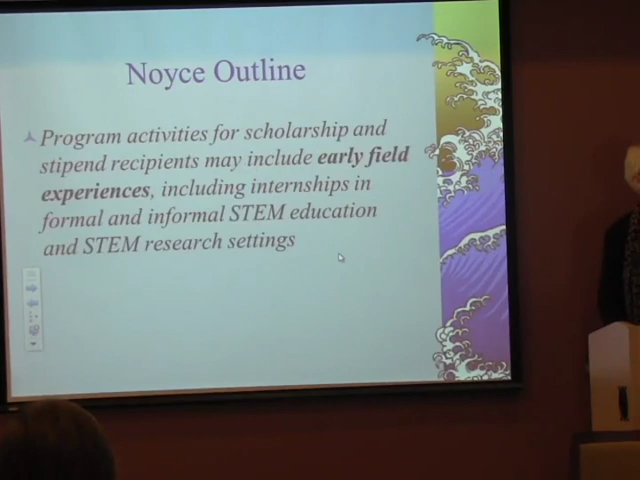 Noyce Outline
Program activities for scholarship and
stipend recipients may include early field
experiences, including internships in
formal and informal STEM education
and STEM research settings